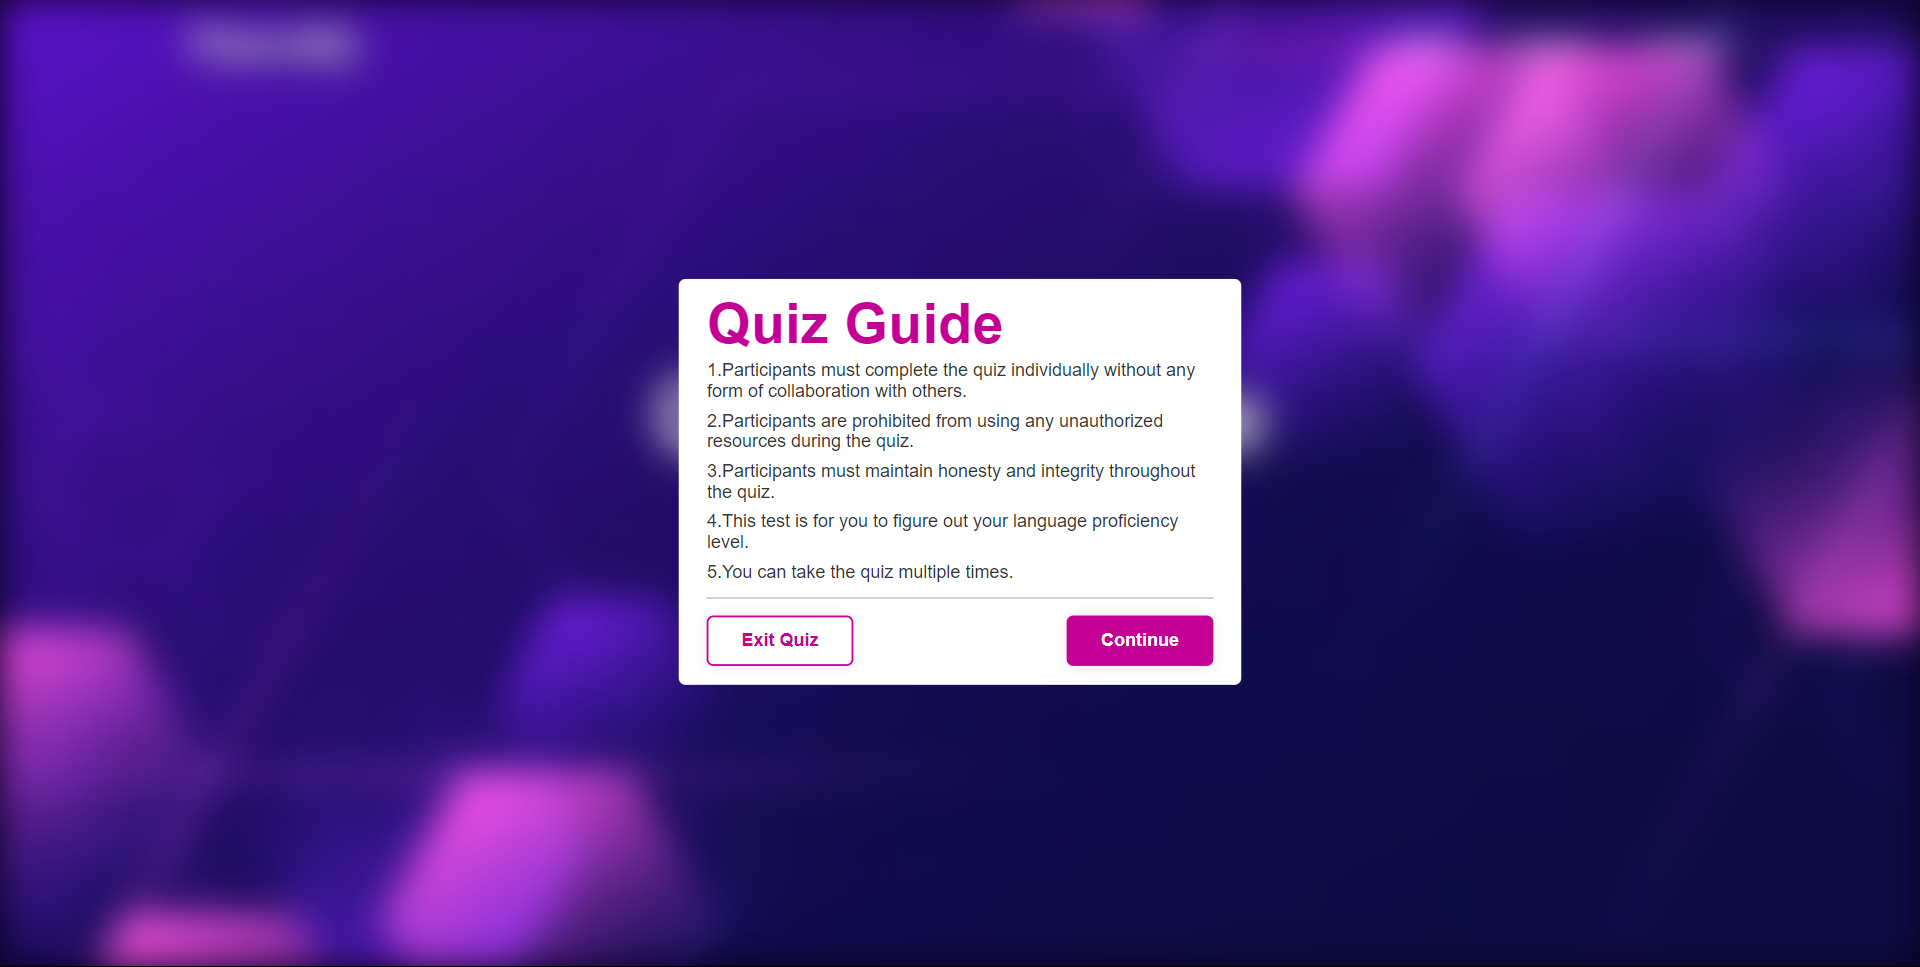 Quiz Guide
1.Participants must complete the quiz individually without any
form of collaboration with others.
2.Participants are prohibited from using any unauthorized
resources during the quiz.
3.Participants must maintain honesty and integrity throughout
the quiz.
4.This test is for you to figure out your language proficiency
level.
5.You can take the quiz multiple times.
Exit Quiz
Continue